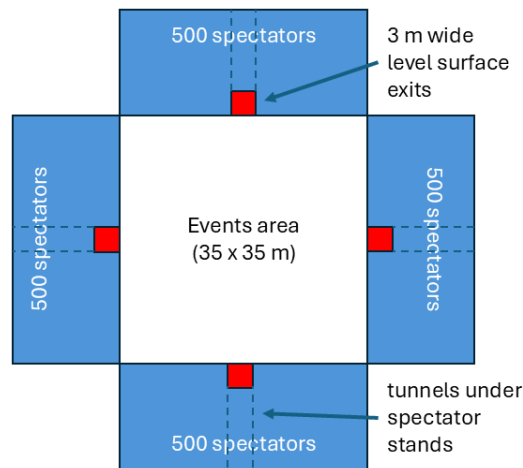 500 spectators
3 m wide
level surface
exits
500 spectators
Events area
(35 x 35 m)
500 spectators
tunnels under
spectator
stands
500 spectators